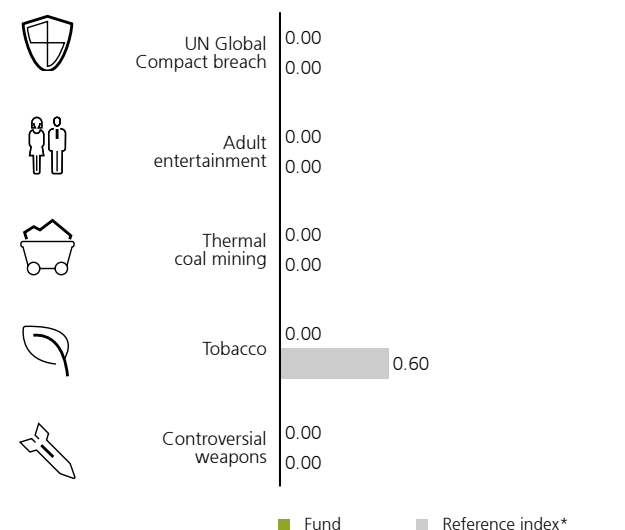 UN Global
Compact breach
0.00
0.00
Adult
entertainment
0.00
0.00
Thermal
coal mining
0.00
0.00
Tobacco
0.00
0.60
Controversial
weapons
0.00
0.00
Fund
Reference index*